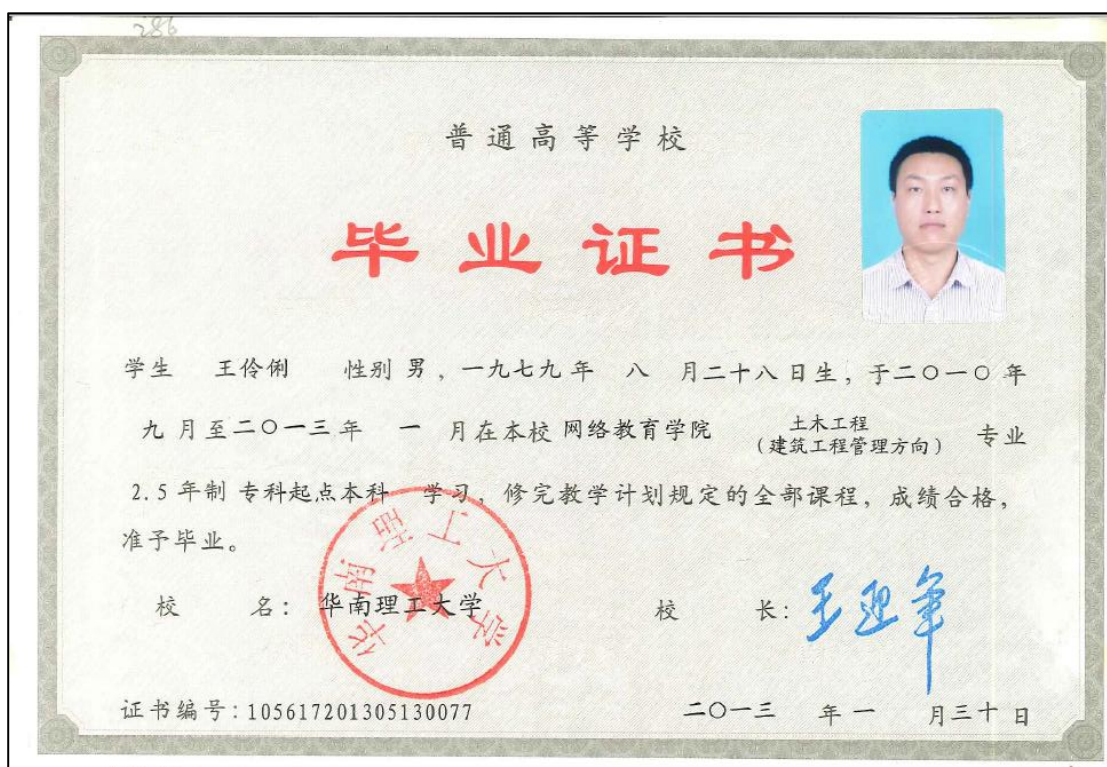 286
普通高等学校
毕业证书
学生 王伶俐 性别 男，一九七九年 八 月二十八日生，于二〇一〇年
九 月至二〇一三年 一 月在本校 网络教育学院 土木工程（建筑工程管理方向） 专业
2.5年制 专科起点本科 学习，修完教学计划规定的全部课程，成绩合格，
准予毕业。
校 名：华南理工大学 校 长：王迎军
华南理工大学
证书编号：105617201305130077 二〇一三 年 一 月三十日